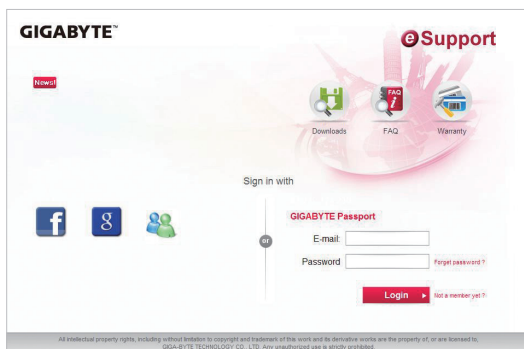 GIGABYTE™
eSupport
News!
FAQ
Downloads
FAQ
Warranty
Sign in with
f
g
or
GIGABYTE Passport
E-mail:
Password
Forget password ?
Login
Not a member yet ?
All intellectual property rights, including without limitation to copyright and trademark of this work and its derivative works are the property of, or are licensed to,
GIGA-BYTE TECHNOLOGY CO., LTD. Any unauthorized use is strictly prohibited.